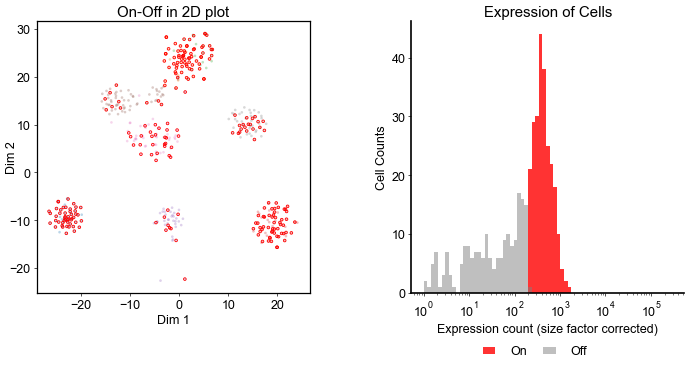 On-Off in 2D plot
30
20
10
0
−10
−20
−20
−10
0
10
20
Dim 2
Dim 1
Expression of Cells
40
30
20
10
0
10^0
10^1
10^2
10^3
10^4
10^5
Cell Counts
Expression count (size factor corrected)
On
Off